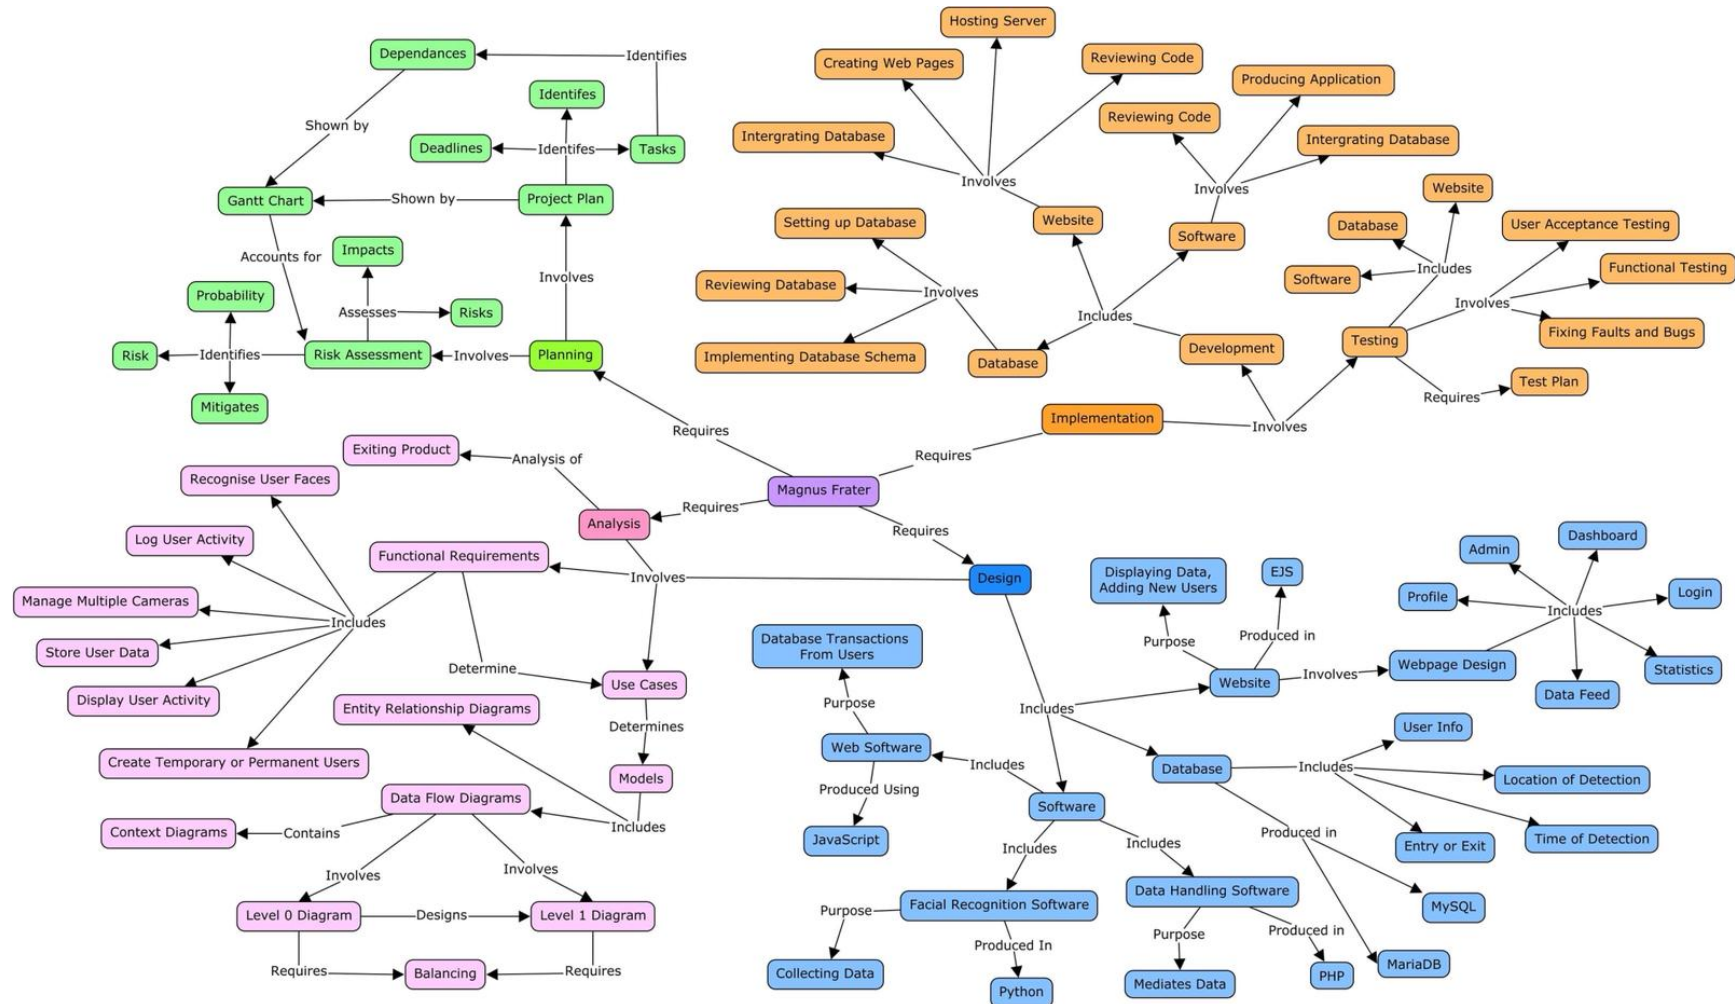 Hosting Server
Dependances
Identifies
Creating Web Pages
Reviewing Code
Producing Application
Identifes
Shown by
Reviewing Code
Intergrating Database
Intergrating Database
Deadlines
Identifes
Tasks
Involves
Involves
Website
Gantt Chart
Shown by
Project Plan
Setting up Database
Website
Software
Database
User Acceptance Testing
Impacts
Accounts for
Involves
Software
Includes
Functional Testing
Probability
Reviewing Database
Involves
Involves
Assesses
Risks
Includes
Fixing Faults and Bugs
Risk
Identifies
Risk Assessment
Involves
Planning
Implementing Database Schema
Database
Development
Testing
Mitigates
Test Plan
Requires
Requires
Implementation
Involves
Exiting Product
Analysis of
Requires
Recognise User Faces
Magnus Frater
Requires
Analysis
Requires
Log User Activity
Functional Requirements
Involves
Design
Displaying Data,
Adding New Users
EJS
Admin
Dashboard
Manage Multiple Cameras
Includes
Profile
Includes
Login
Store User Data
Database Transactions
From Users
Purpose
Produced in
Determine
Use Cases
Website
Involves
Webpage Design
Statistics
Display User Activity
Entity Relationship Diagrams
Determines
Purpose
Includes
Data Feed
Create Temporary or Permanent Users
Models
Web Software
Includes
Database
User Info
Includes
Location of Detection
Data Flow Diagrams
Produced Using
Software
Context Diagrams
Contains
Includes
JavaScript
Includes
Includes
Produced in
Entry or Exit
Time of Detection
Involves
Involves
Level 0 Diagram
Designs
Level 1 Diagram
Purpose
Facial Recognition Software
Data Handling Software
MySQL
Produced In
Purpose
Produced in
Requires
Balancing
Requires
Collecting Data
Python
Mediates Data
PHP
MariaDB
Requires